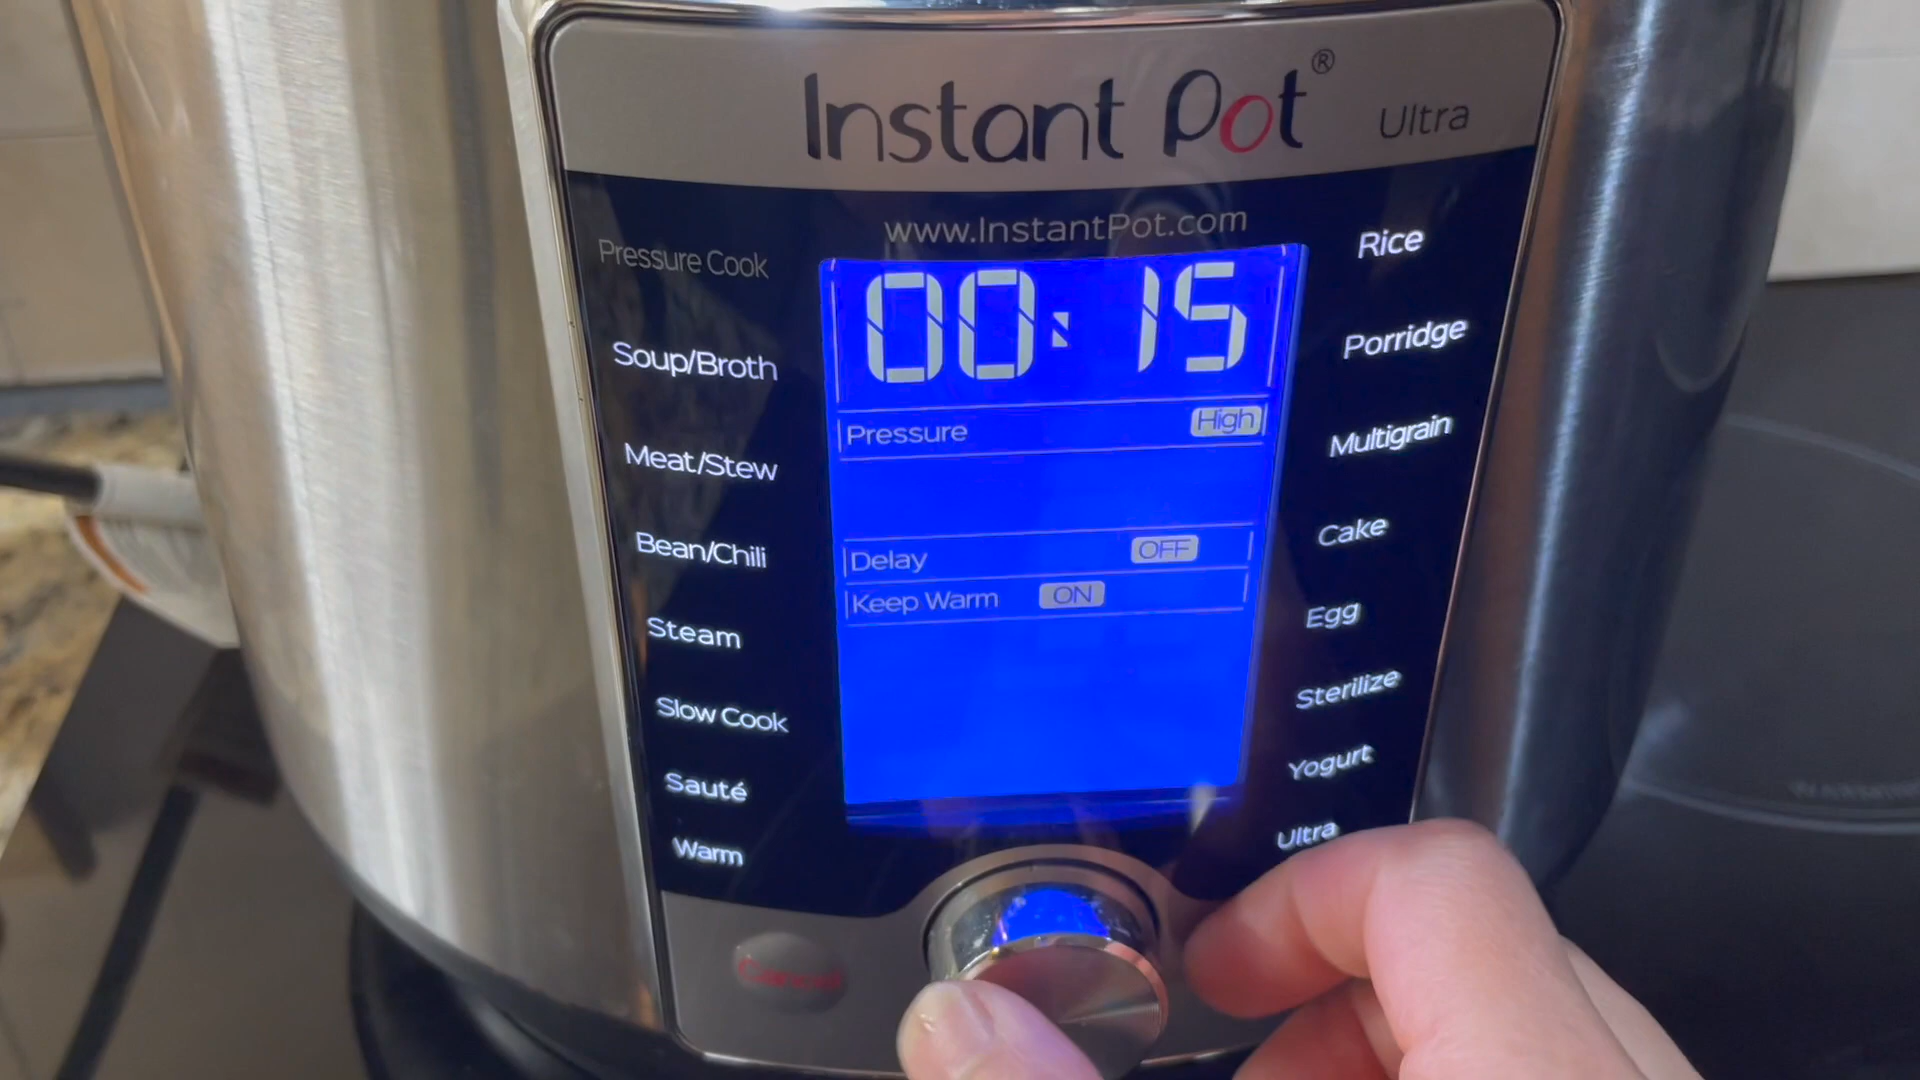 Instant Pot®
Ultra
www.InstantPot.com
Pressure Cook
Soup/Broth
Meat/Stew
Bean/Chili
Steam
Slow Cook
Sauté
Warm
00:15
Pressure High
Delay OFF
Keep Warm ON
Rice
Porridge
Multigrain
Cake
Egg
Sterilize
Yogurt
Ultra
Cancel